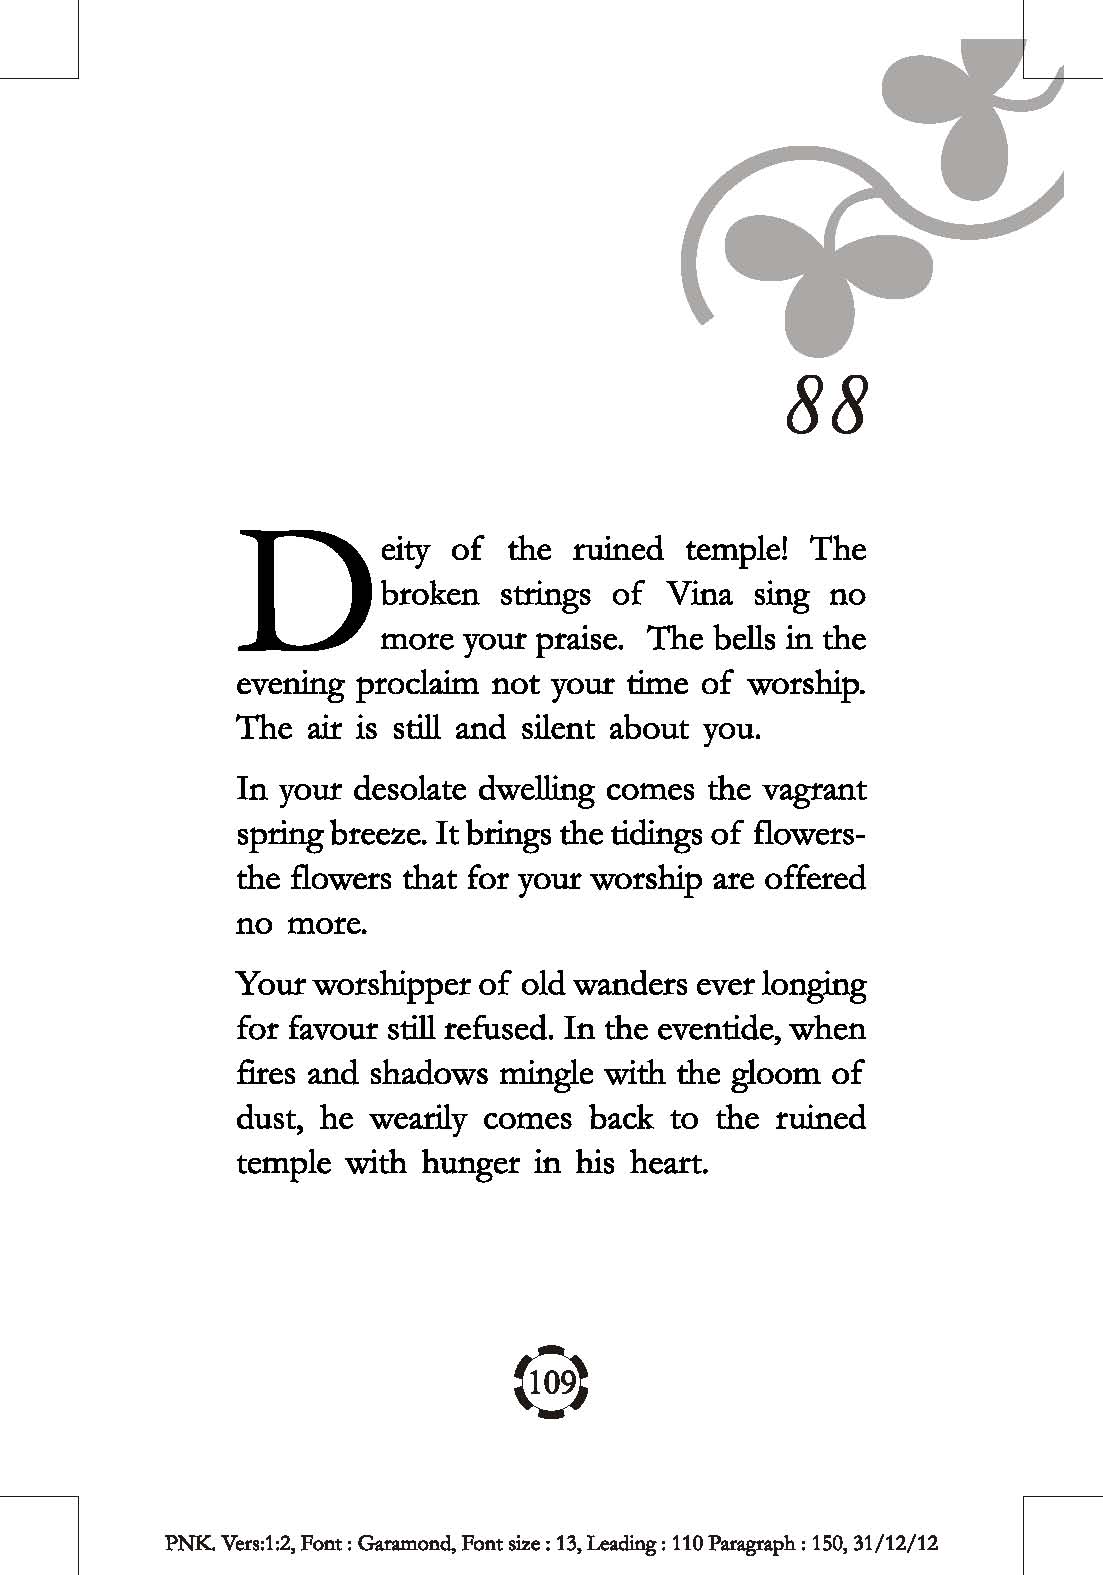 88
Deity of the ruined temple! The
broken strings of Vina sing no
more your praise. The bells in the
evening proclaim not your time of worship.
The air is still and silent about you.
In your desolate dwelling comes the vagrant
spring breeze. It brings the tidings of flowers-
the flowers that for your worship are offered
no more.
Your worshipper of old wanders ever longing
for favour still refused. In the eventide, when
fires and shadows mingle with the gloom of
dust, he wearily comes back to the ruined
temple with hunger in his heart.
109
PNK. Vers:1:2, Font : Garamond, Font size : 13, Leading : 110 Paragraph : 150, 31/12/12